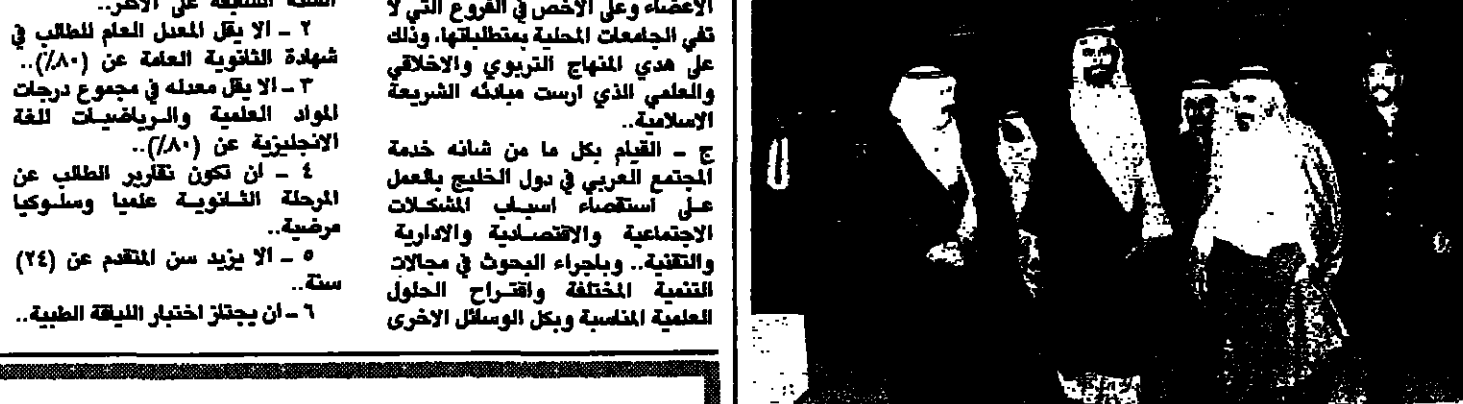 الاعضاء وعلى الاخص في الفروع التي لا
تفي الجامعات المحلية بمتطلباتها، وذلك
على هدي المنهاج التربوي والاخلاقي
والعلمي الذي ارست مبادئه الشريعة
الاسلامية..
ج - القيام بكل ما من شانه خدمة
المجتمع العربي في دول الخليج بالعمل
على استقصاء اسباب المشكلات
الاجتماعية والاقتصادية والادارية
والتقنية.. وباجراء البحوث في مجالات
التنمية المختلفة واقتراح الحلول
العلمية المناسبة وبكل الوسائل الاخرى
السنة السابقة على الاكثر..
٢ - الا يقل المعدل العام للطالب في
شهادة الثانوية العامة عن (٨٠٪)..
٣ - الا يقل معدله في مجموع درجات
المواد العلمية والرياضيات للغة
الانجليزية عن (٨٠٪)..
٤ - ان تكون تقارير الطالب عن
المرحلة الثانوية علميا وسلوكيا
مرضية..
٥ - الا يزيد سن المتقدم عن (٢٤)
سنة..
٦ - ان يجتاز اختبار اللياقة الطبية..